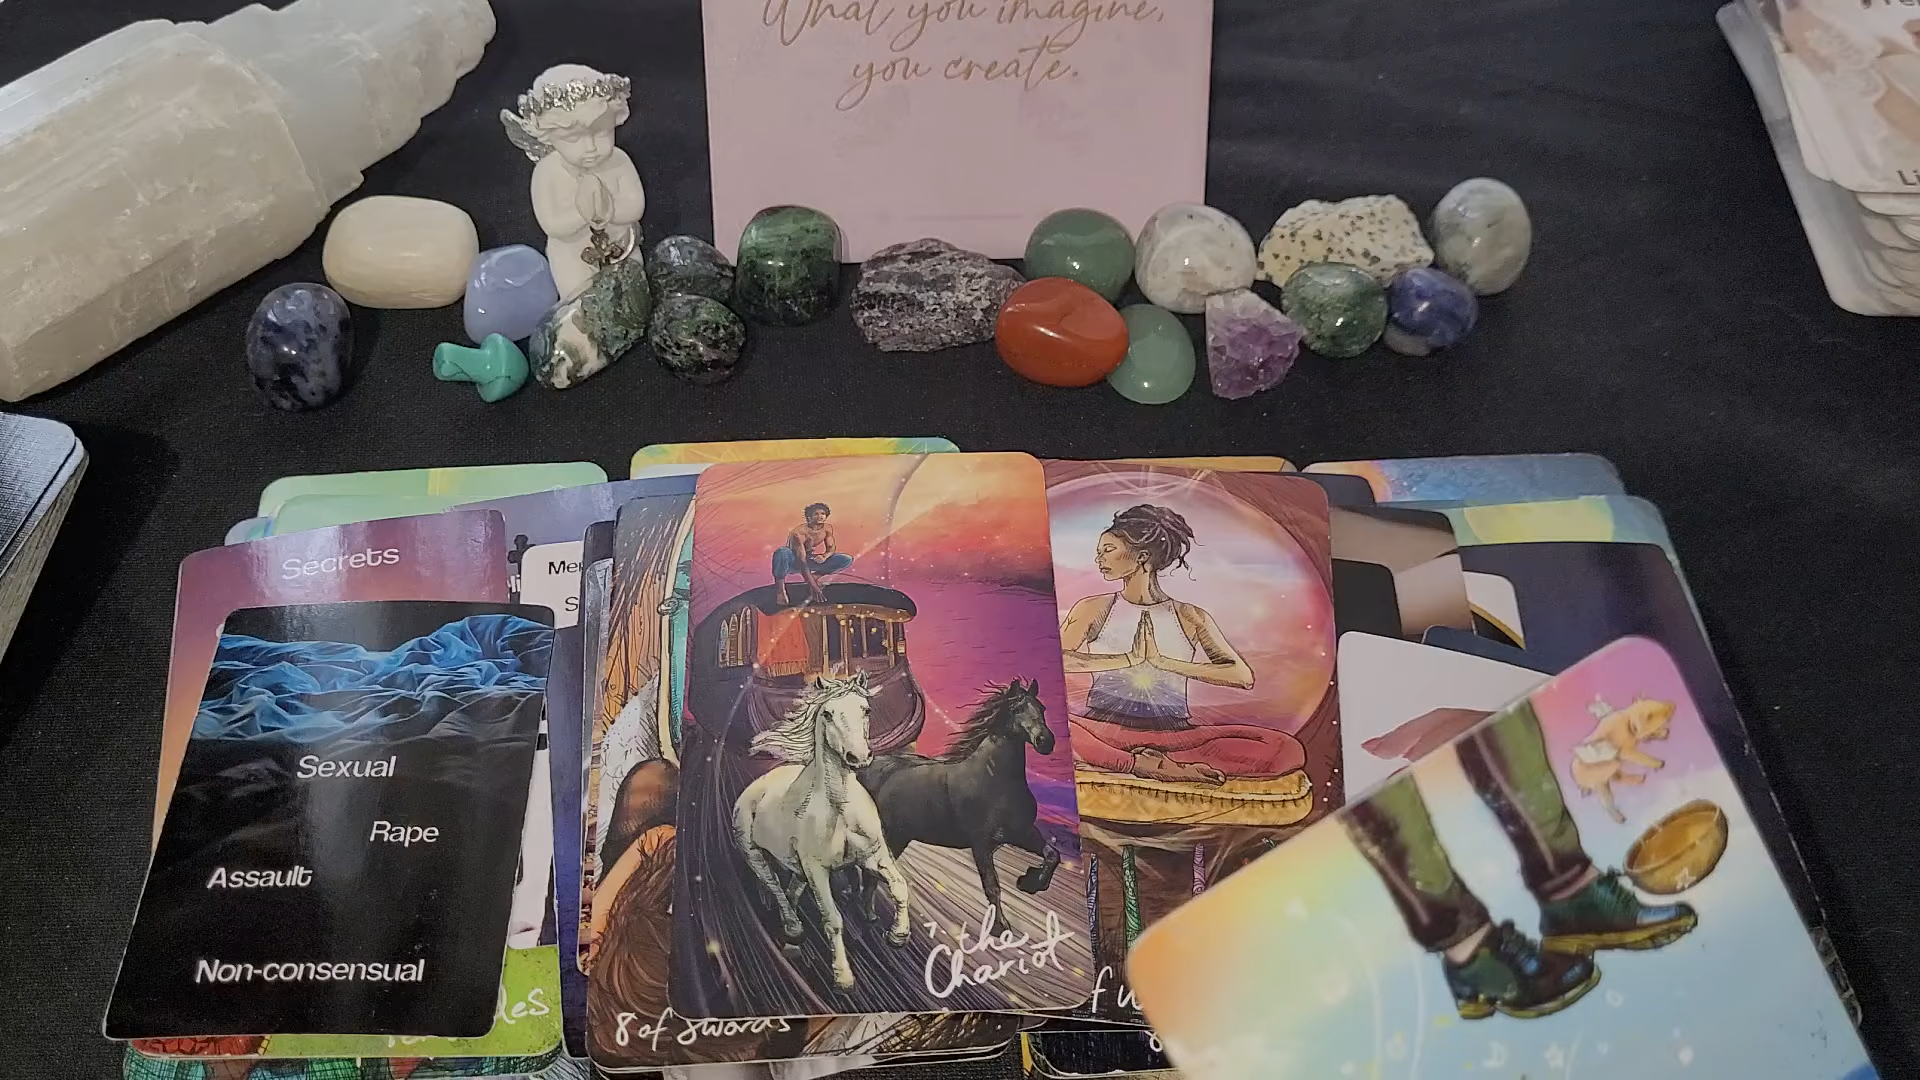 What you imagine,
you create.
Secrets
Sexual
Rape
Assault
Non-consensual
7. the
Chariot
8 of swords